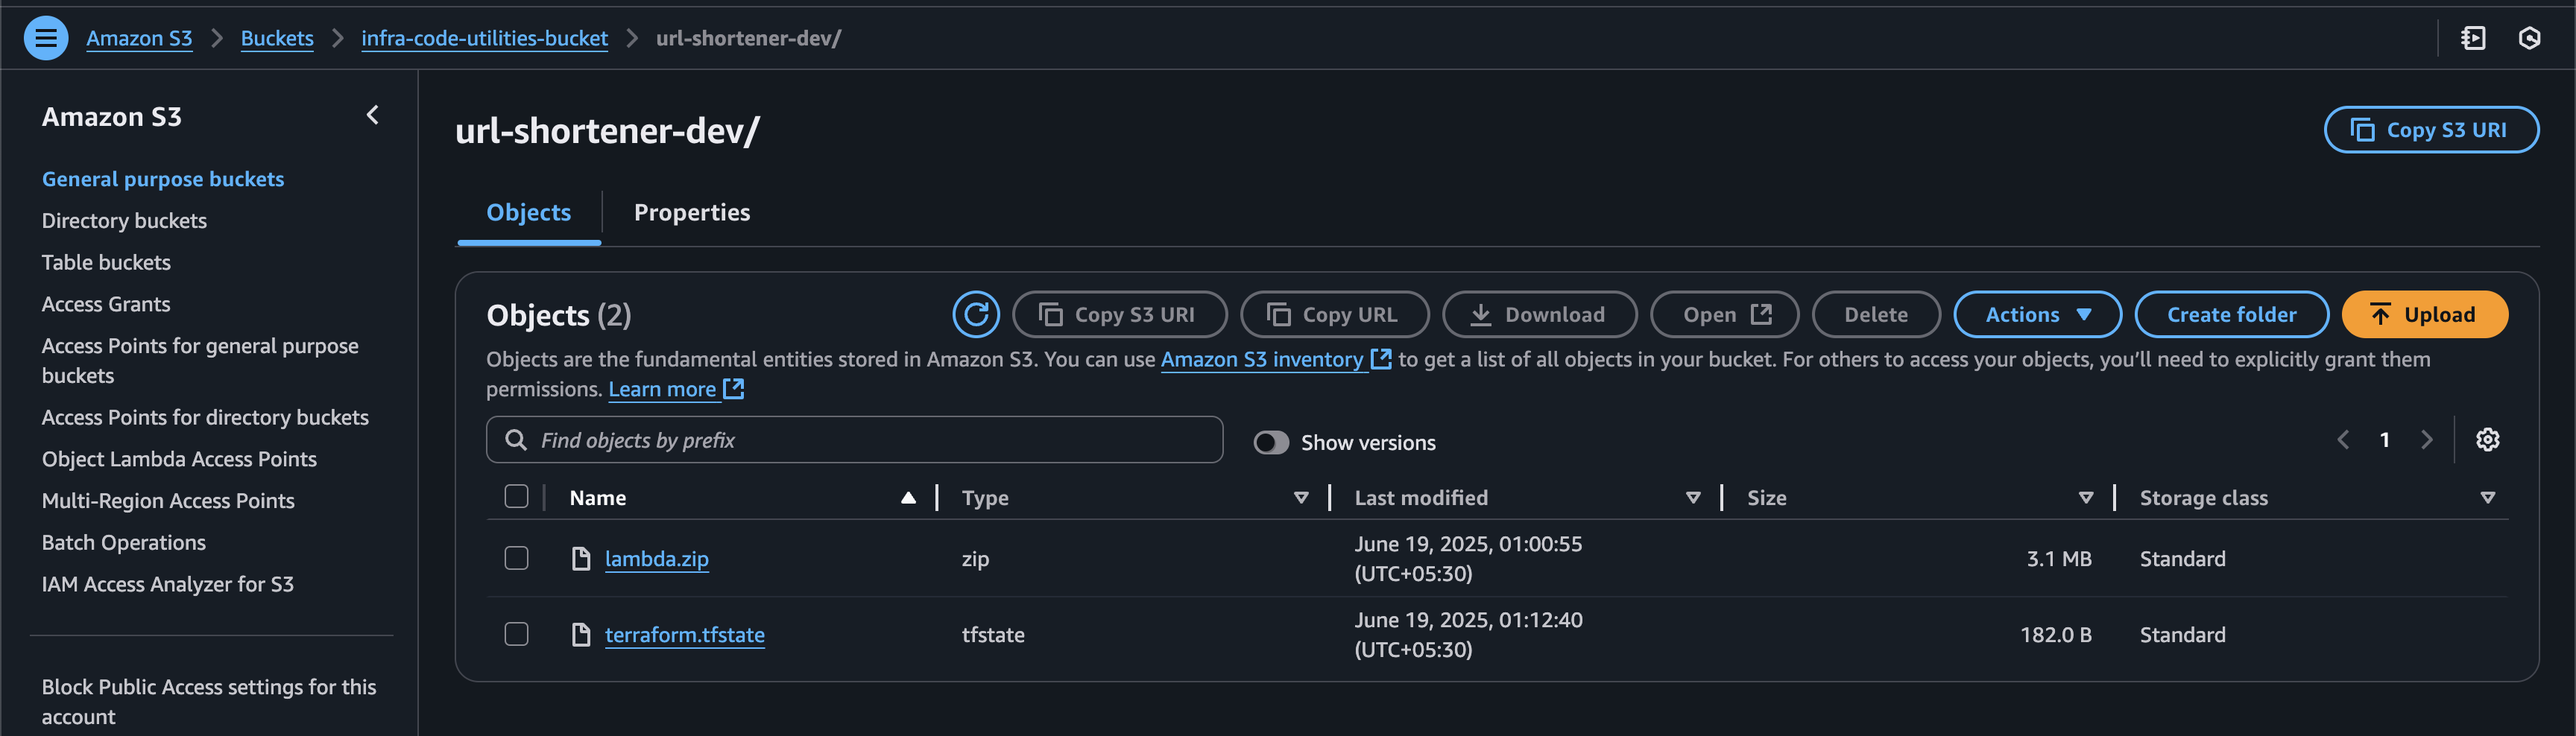 Amazon S3 > Buckets > infra-code-utilities-bucket > url-shortener-dev/
Amazon S3
General purpose buckets
Directory buckets
Table buckets
Access Grants
Access Points for general purpose
buckets
Access Points for directory buckets
Object Lambda Access Points
Multi-Region Access Points
Batch Operations
IAM Access Analyzer for S3
Block Public Access settings for this
account
url-shortener-dev/
Copy S3 URI
Objects Properties
Objects (2)
Copy S3 URI Copy URL Download Open Delete Actions Create folder Upload
Objects are the fundamental entities stored in Amazon S3. You can use Amazon S3 inventory to get a list of all objects in your bucket. For others to access your objects, you’ll need to explicitly grant them
permissions. Learn more
Find objects by prefix Show versions 1
Name Type Last modified Size Storage class
lambda.zip zip June 19, 2025, 01:00:55 3.1 MB Standard
(UTC+05:30)
terraform.tfstate tfstate June 19, 2025, 01:12:40 182.0 B Standard
(UTC+05:30)